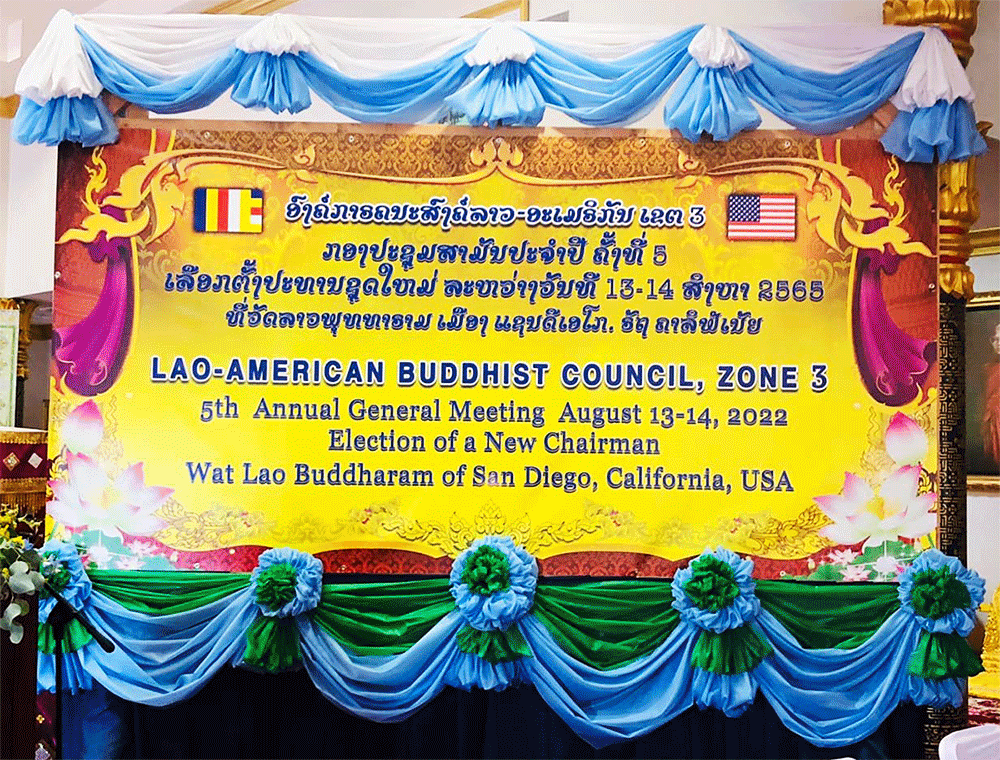 ອົງຄ໌ການຄນະສົງຄ໌ລາວ-ອະເມຣິກັນ ເຂຕ 3
ກອງປະຊຸມສາມັນປະຈຳປີ ຄັ້ງທີ່ 5
ເລືອກຕັ້ງປະທານຊຸດໃຫມ່ ລະຫວ່າງວັນທີ 13-14 ສິງຫາ 2565
ທີ່ວັດລາວພຸທທາຣາມ ເມືອງ ແຊນດີເອໂກ. ຣັຖ ຄາລິຟໍເນັຍ
LAO-AMERICAN BUDDHIST COUNCIL, ZONE 3
5th Annual General Meeting August 13-14, 2022
Election of a New Chairman
Wat Lao Buddharam of San Diego, California, USA